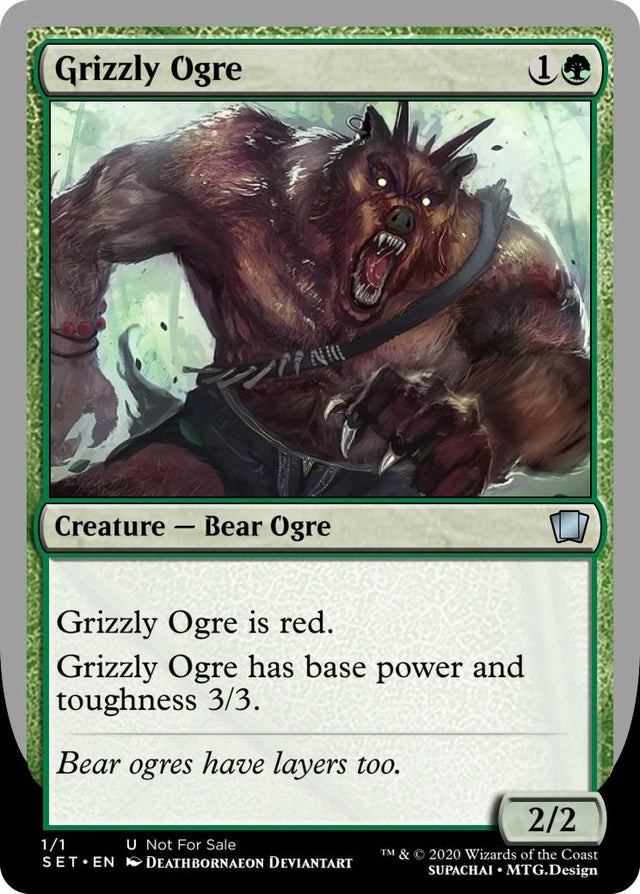 Grizzly Ogre 1
Creature — Bear Ogre
Grizzly Ogre is red.
Grizzly Ogre has base power and
toughness 3/3.
Bear ogres have layers too.
2/2
1/1 U Not For Sale
SET • EN DEATHBORNAEON DEVIANTART
™ & © 2020 Wizards of the Coast
SUPACHAI • MTG.Design